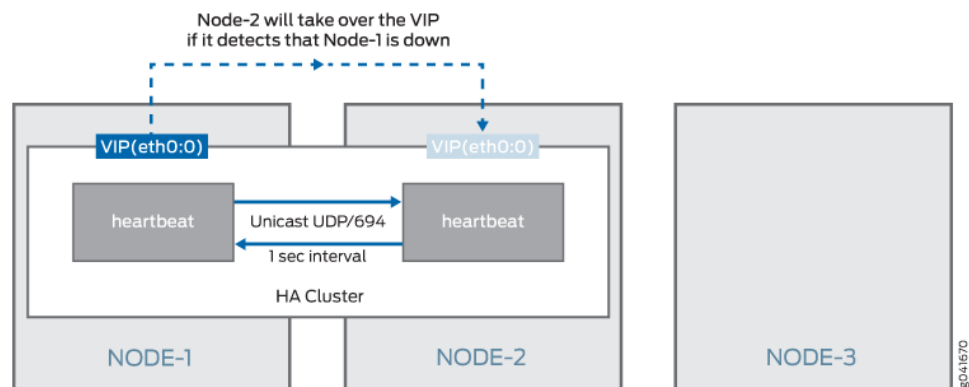 Node-2 will take over the VIP
if it detects that Node-1 is down
VIP(eth0:0)
VIP(eth0:0)
heartbeat
Unicast UDP/694
heartbeat
1 sec interval
HA Cluster
NODE-1
NODE-2
NODE-3
g041670